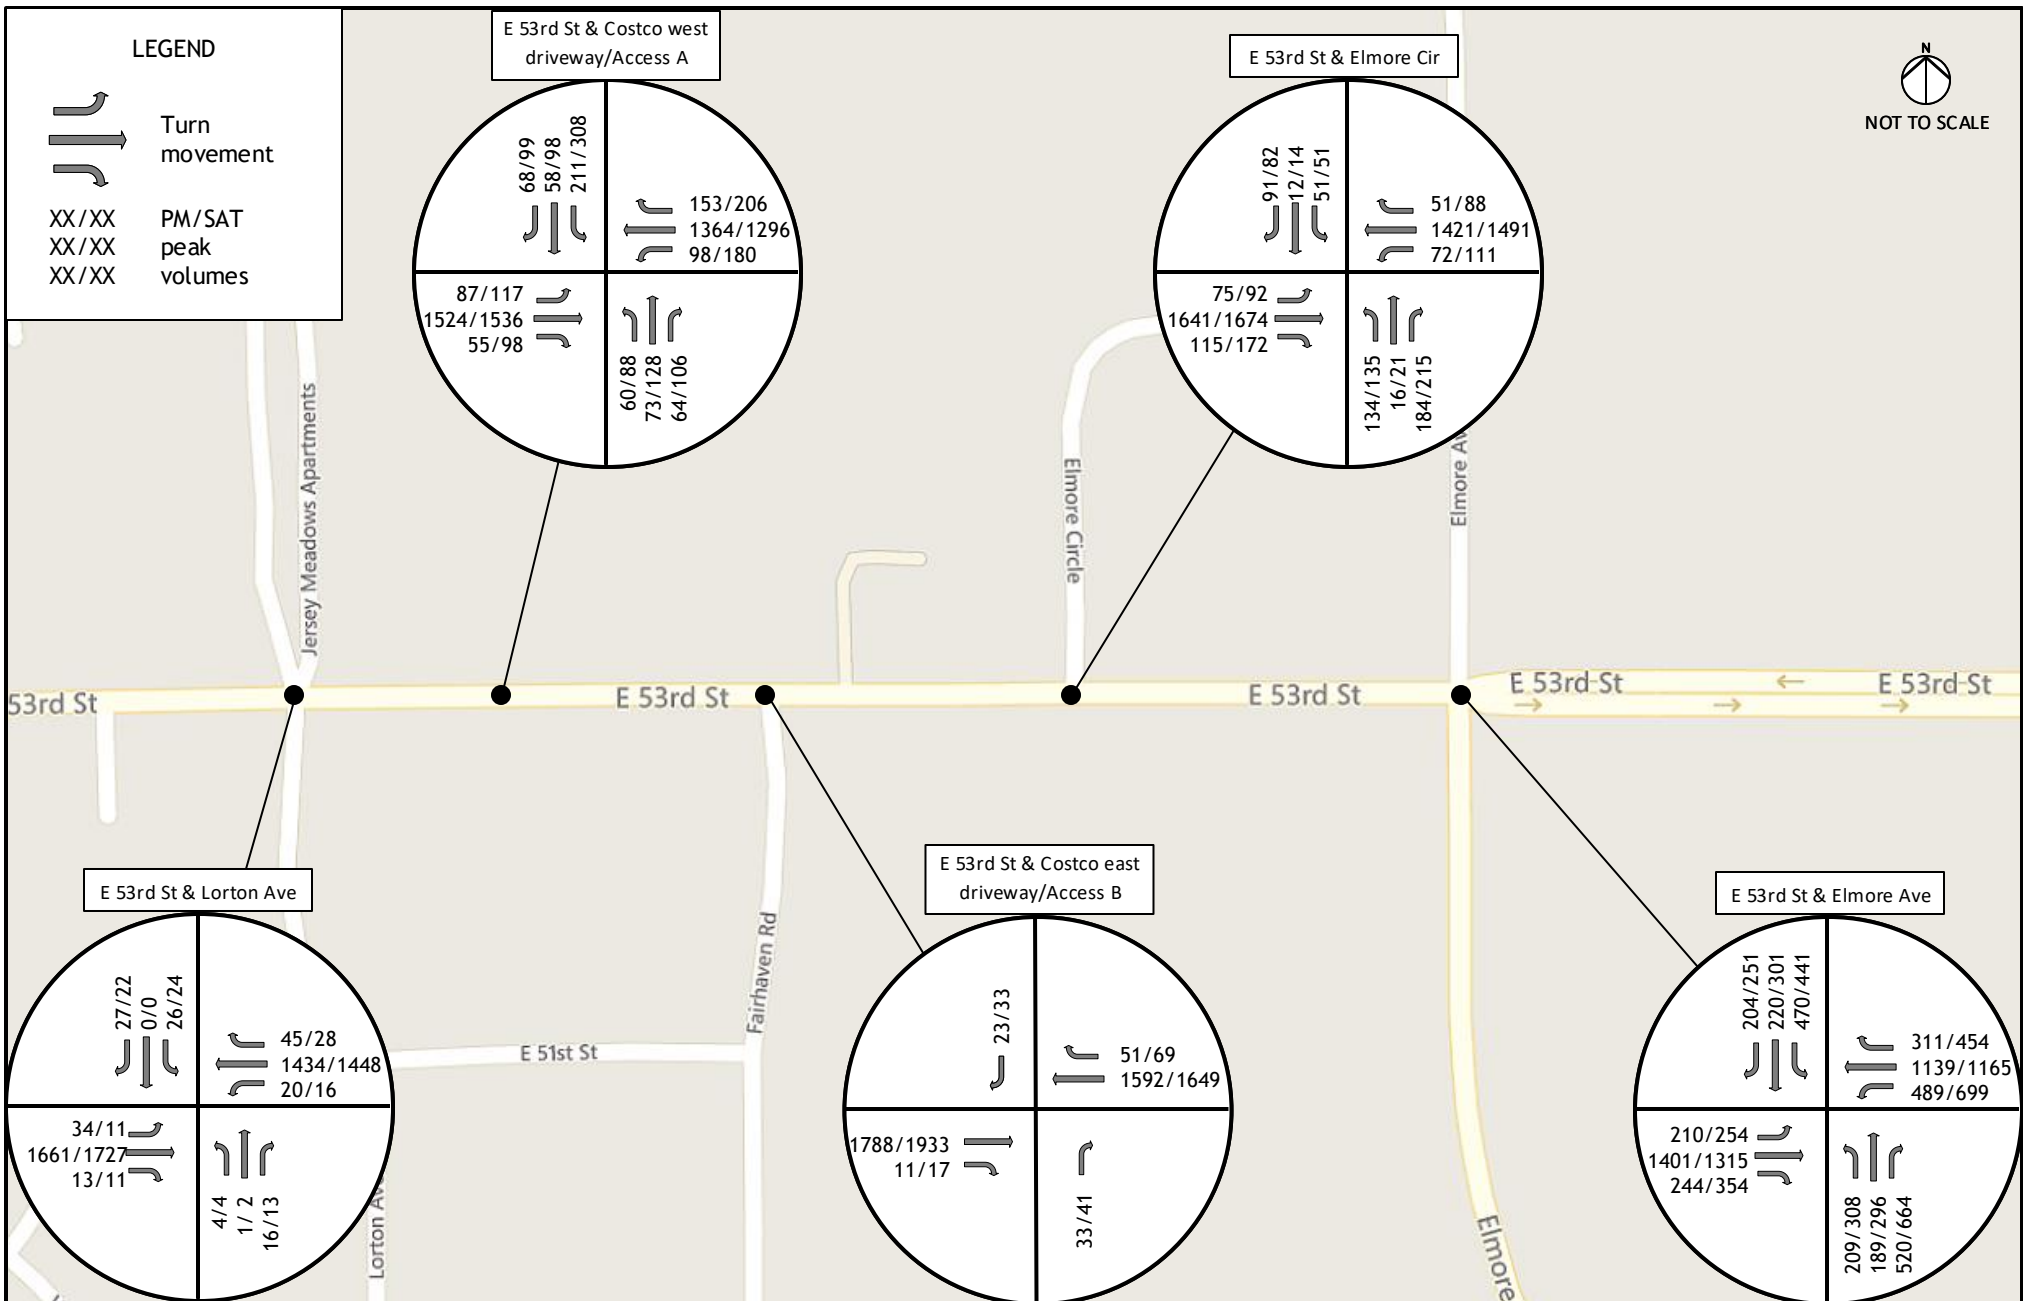 LEGEND
Turn
movement
XX/XX PM/SAT
XX/XX peak
XX/XX volumes
E 53rd St & Costco west
driveway/Access A
68/99
58/98
211/308
153/206
1364/1296
98/180
87/117
1524/1536
55/98
60/88
73/128
64/106
E 53rd St & Elmore Cir
91/82
12/14
51/51
51/88
1421/1491
72/111
75/92
1641/1674
115/172
134/135
16/21
184/215
N
NOT TO SCALE
Jersey Meadows Apartments
Elmore Circle
Elmore Av
53rd St
E 53rd St
E 53rd St
E 53rd St
E 53rd St
E 53rd St & Lorton Ave
27/22
0/0
26/24
45/28
1434/1448
20/16
34/11
1661/1727
13/11
4/4
1/ 2
16/13
Lorton Ave
E 51st St
Fairhaven Rd
E 53rd St & Costco east
driveway/Access B
23/33
51/69
1592/1649
1788/1933
11/17
33/41
E 53rd St & Elmore Ave
204/251
220/301
470/441
311/454
1139/1165
489/699
210/254
1401/1315
244/354
209/308
189/296
520/664
Elmore